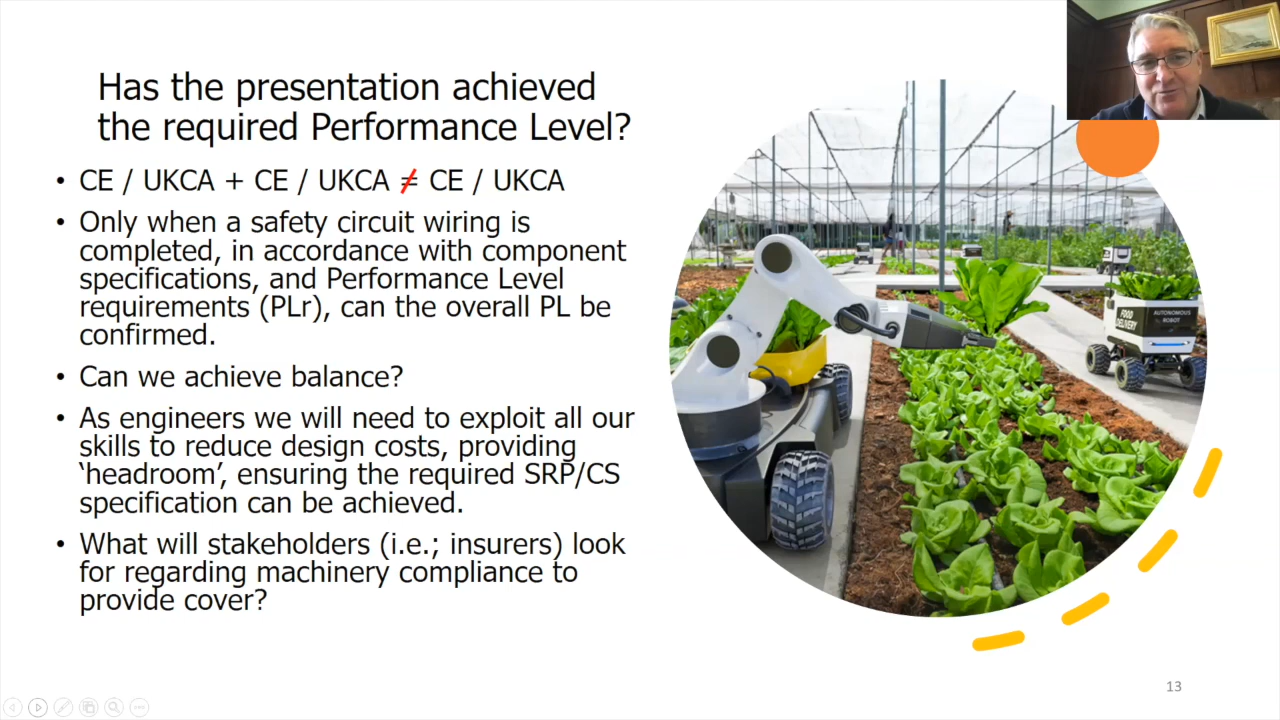 Has the presentation achieved
the required Performance Level?
• CE / UKCA + CE / UKCA ≠ CE / UKCA
• Only when a safety circuit wiring is
completed, in accordance with component
specifications, and Performance Level
requirements (PLr), can the overall PL be
confirmed.
• Can we achieve balance?
• As engineers we will need to exploit all our
skills to reduce design costs, providing
‘headroom’, ensuring the required SRP/CS
specification can be achieved.
• What will stakeholders (i.e.; insurers) look
for regarding machinery compliance to
provide cover?
FOOD
DELIVERY
AUTONOMOUS
ROBOT
13